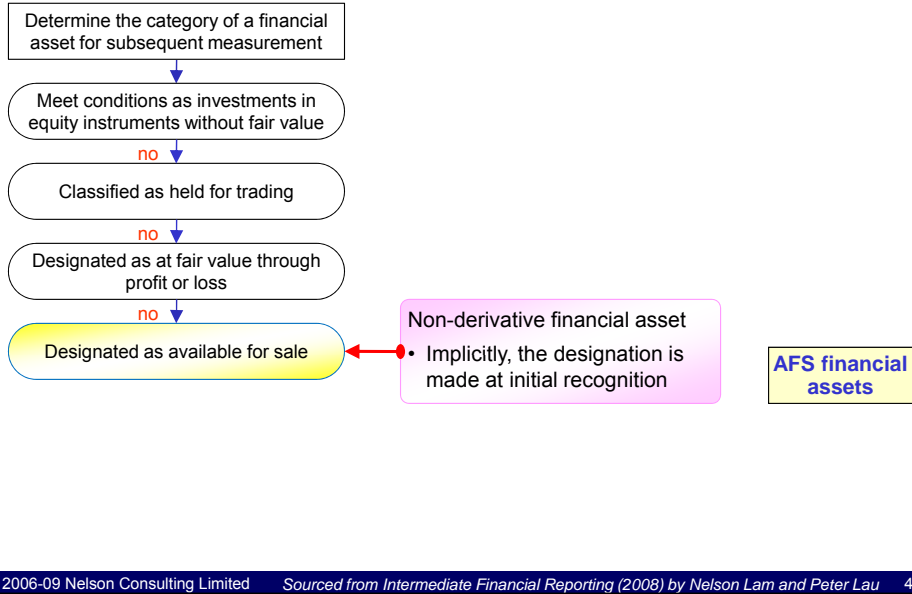 Determine the category of a financial
asset for subsequent measurement
Meet conditions as investments in
equity instruments without fair value
no
Classified as held for trading
no
Designated as at fair value through
profit or loss
no
Designated as available for sale
Non-derivative financial asset
• Implicitly, the designation is
made at initial recognition
AFS financial
assets
2006-09 Nelson Consulting Limited Sourced from Intermediate Financial Reporting (2008) by Nelson Lam and Peter Lau 4